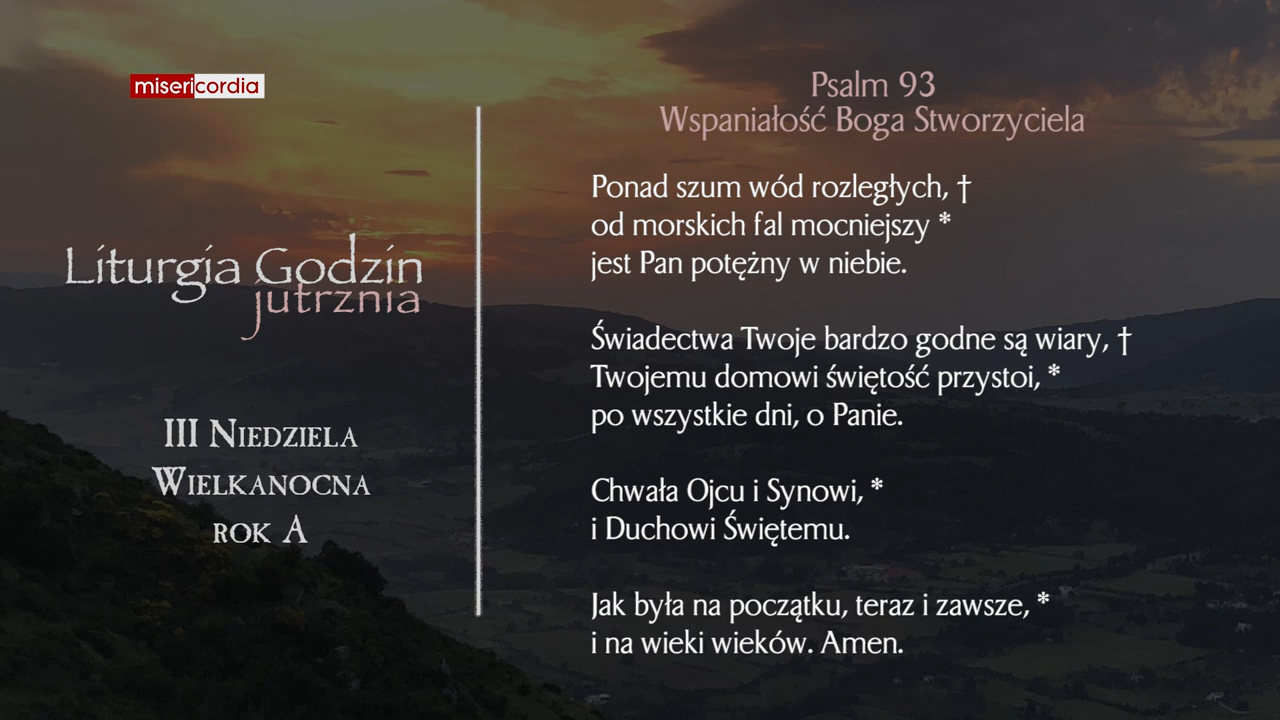 misericordia
Liturgia Godzin
jutrznia
III Niedziela
Wielkanocna
rok A
Psalm 93
Wspaniałość Boga Stworzyciela
Ponad szum wód rozległych, †
od morskich fal mocniejszy *
jest Pan potężny w niebie.
Świadectwa Twoje bardzo godne są wiary, †
Twojemu domowi świętość przystoi, *
po wszystkie dni, o Panie.
Chwała Ojcu i Synowi, *
i Duchowi Świętemu.
Jak była na początku, teraz i zawsze, *
i na wieki wieków. Amen.